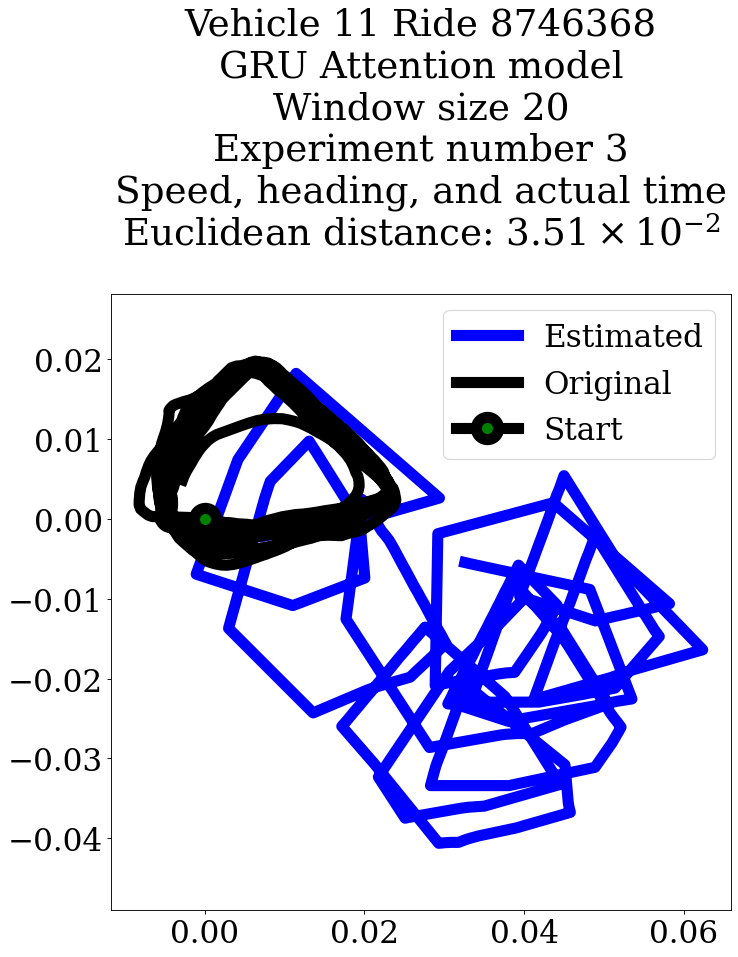 Vehicle 11 Ride 8746368
GRU Attention model
Window size 20
Experiment number 3
Speed, heading, and actual time
Euclidean distance: 3.51 × 10⁻²
Estimated
Original
Start
0.02
0.01
0.00
−0.01
−0.02
−0.03
−0.04
0.00 0.02 0.04 0.06